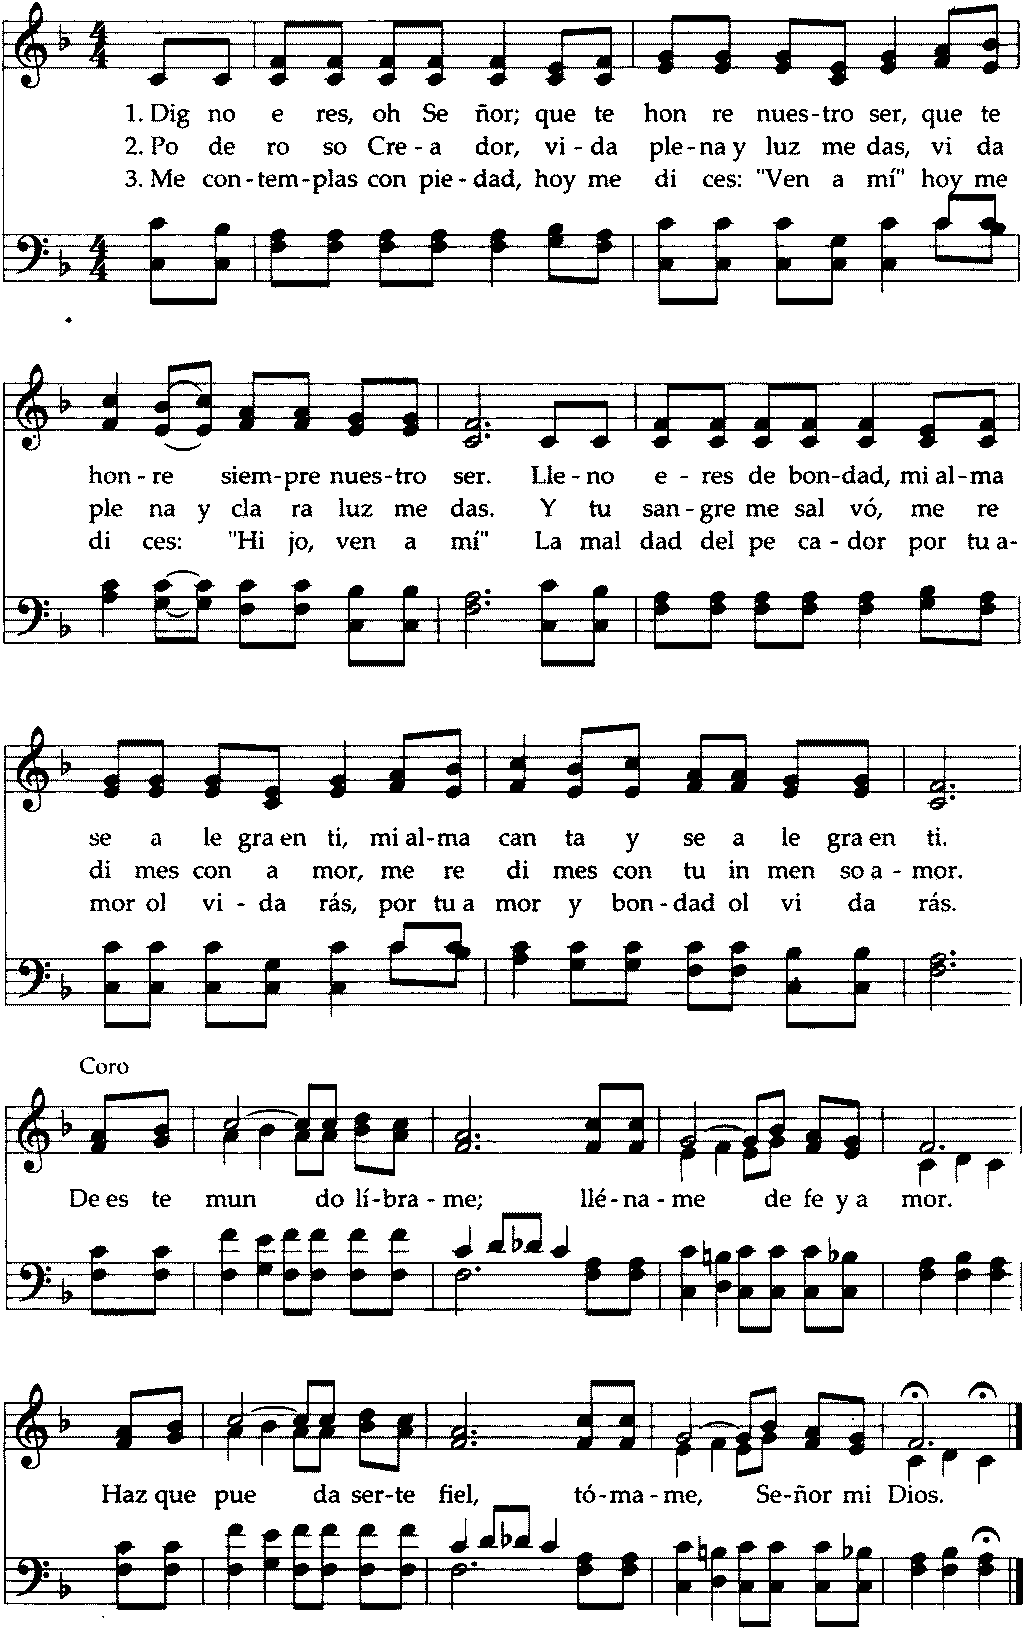 1. Dig no e res, oh Se ñor; que te hon re nues-tro ser, que te
2. Po de ro so Cre-a dor, vi-da ple-na y luz me das, vi da
3. Me con-tem-plas con pie-dad, hoy me di ces: "Ven a mí" hoy me
hon-re siem-pre nues-tro ser. Lle-no e-res de bon-dad, mi al-ma
ple na y cla ra luz me das. Y tu san-gre me sal vó, me re
di ces: "Hi jo, ven a mí" La mal dad del pe ca-dor por tu a-
se a le gra en ti, mi al-ma can ta y se a le gra en ti.
di mes con a mor, me re di mes con tu in men so a-mor.
mor ol vi-da rás, por tu a mor y bon-dad ol vi da rás.
Coro
De es te mun do lí-bra-me; llé-na-me de fe y a mor.
Haz que pue da ser-te fiel, tó-ma-me, Se-ñor mi Dios.